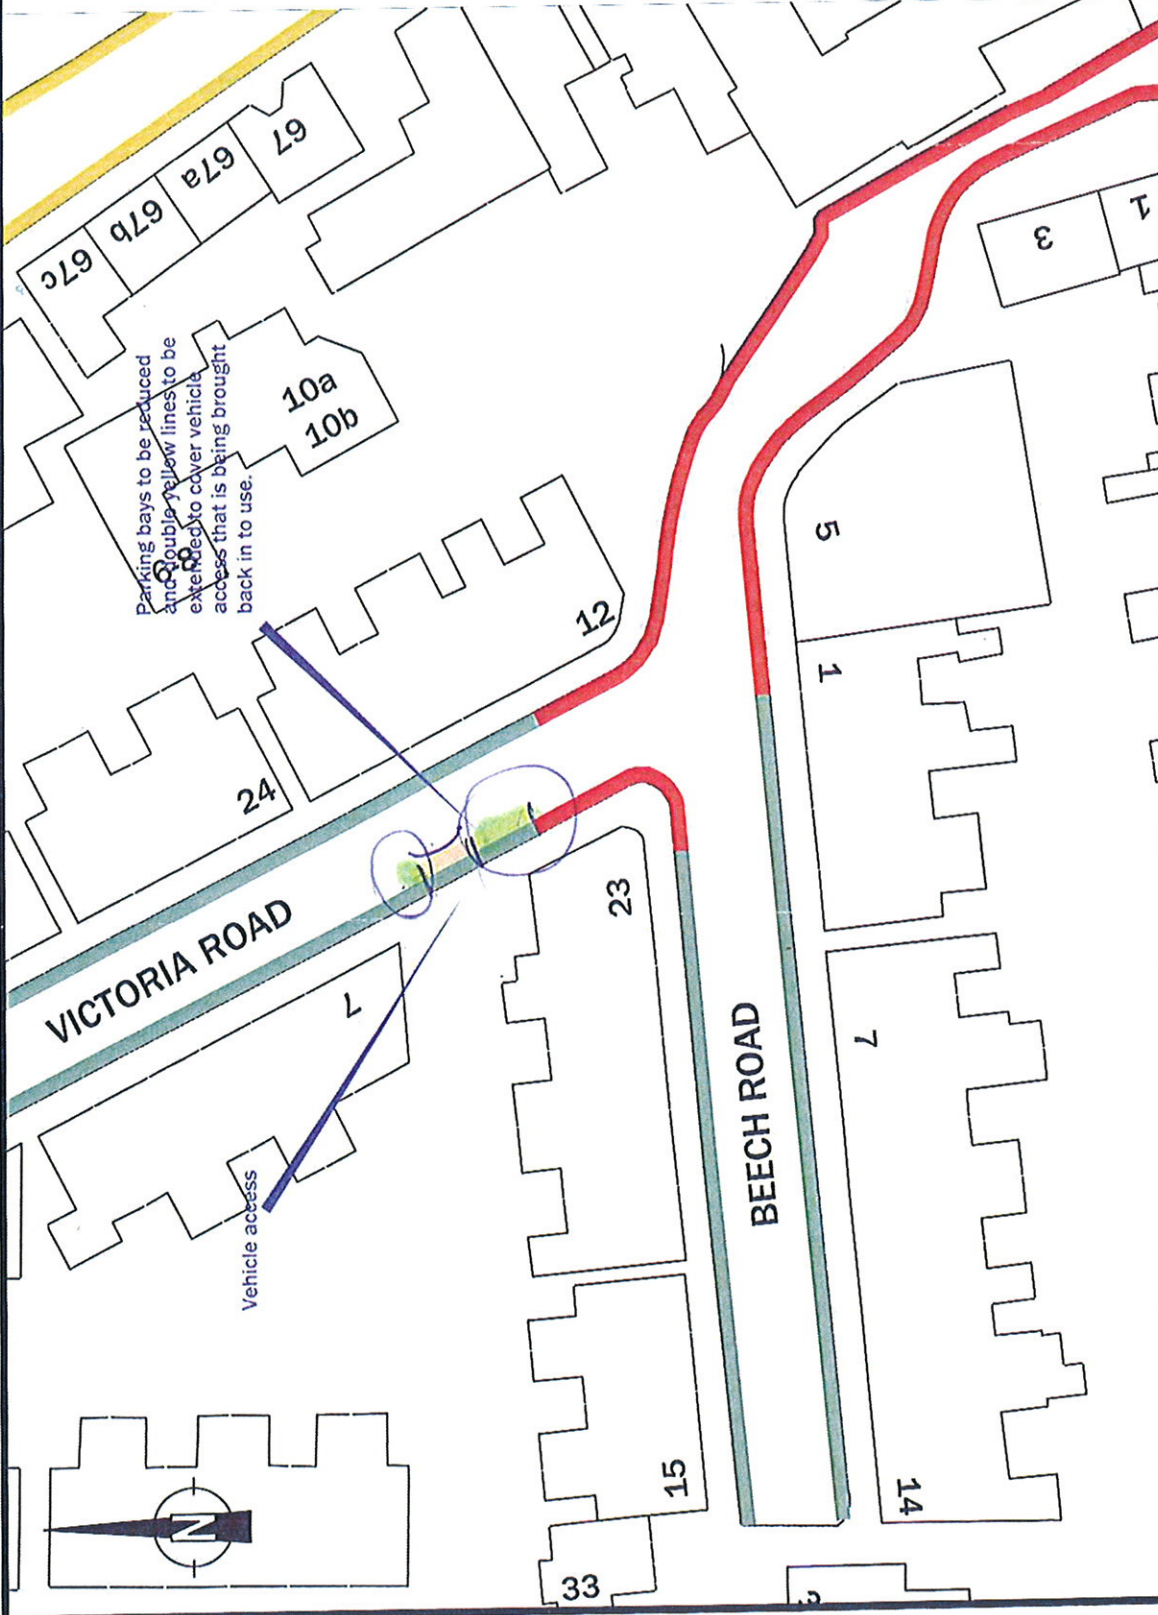 67
67a
67b
67c
3
1
Parking bays to be reduced
and double yellow lines to be
extended to cover vehicle
access that is being brought
back in to use.
10a
10b
68
5
12
1
24
23
VICTORIA ROAD
7
7
BEECH ROAD
Vehicle access
15
14
N
33